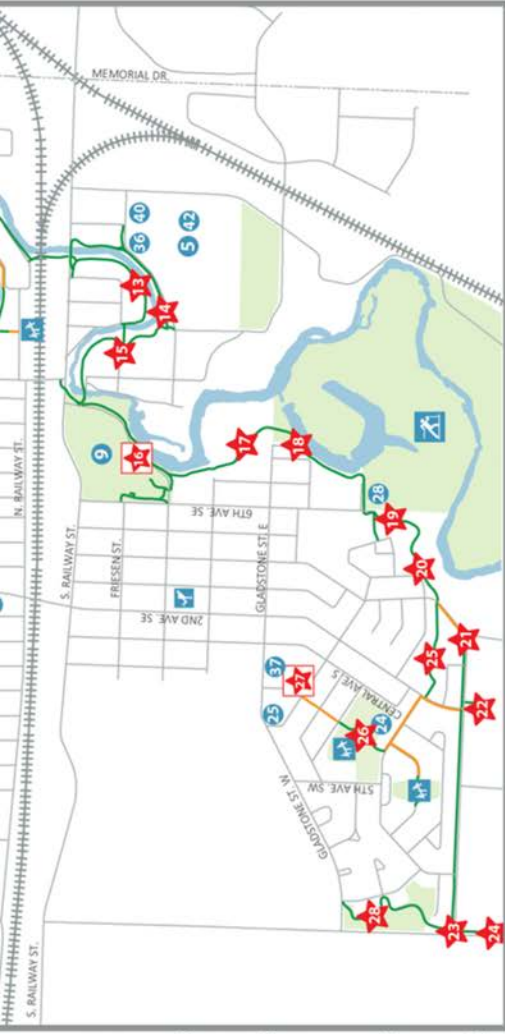 MEMORIAL DR.
40
36
42
5
13
14
15
N. RAILWAY ST.
9
16
17
18
S. RAILWAY ST.
FRIESEN ST.
6TH AVE. SE
GLADSTONE ST. E
28
19
20
2ND AVE. SE
37
27
25
CENTRAL AVE S
25
21
22
26
24
5TH AVE. SW
GLADSTONE ST. W
28
23
24
S. RAILWAY ST.